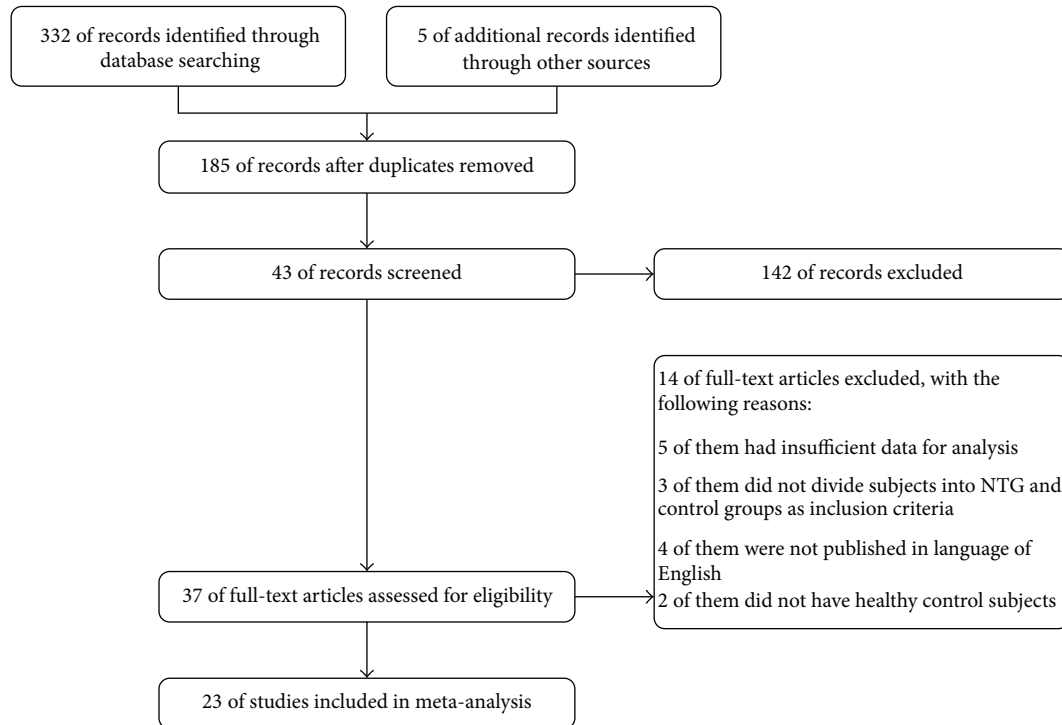 332 of records identified through
database searching
5 of additional records identified
through other sources
185 of records after duplicates removed
43 of records screened
142 of records excluded
14 of full-text articles excluded, with the
following reasons:
5 of them had insufficient data for analysis
3 of them did not divide subjects into NTG and
control groups as inclusion criteria
4 of them were not published in language of
English
2 of them did not have healthy control subjects
37 of full-text articles assessed for eligibility
23 of studies included in meta-analysis